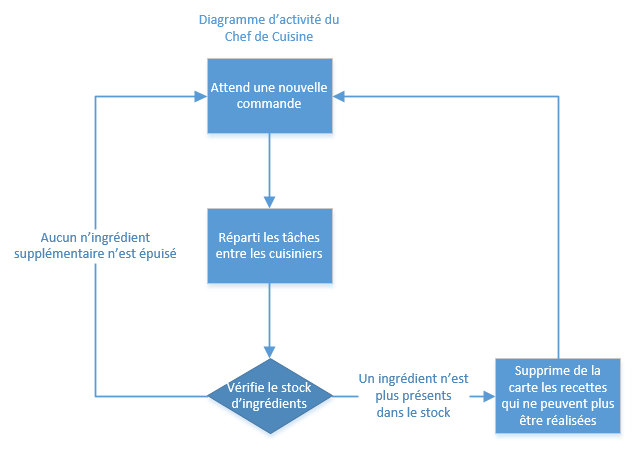 Diagramme d’activité du
Chef de Cuisine
Attend une nouvelle
commande
Réparti les tâches
entre les cuisiniers
Aucun n’ingrédient
supplémentaire n’est épuisé
Vérifie le stock
d’ingrédients
Un ingrédient n’est
plus présents
dans le stock
Supprime de la
carte les recettes
qui ne peuvent plus
être réalisées